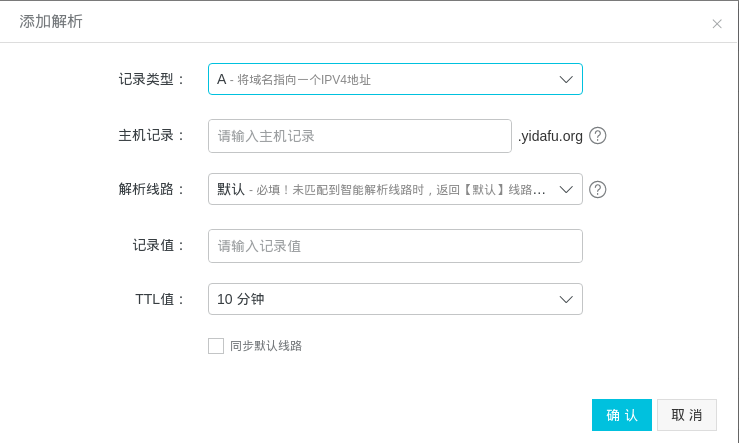 添加解析
记录类型： A - 将域名指向一个IPV4地址
主机记录： 请输入主机记录 .yidafu.org ?
解析线路： 默认 - 必填！未匹配到智能解析线路时，返回【默认】线路... ?
记录值： 请输入记录值
TTL值： 10 分钟
同步默认线路
确 认 取 消